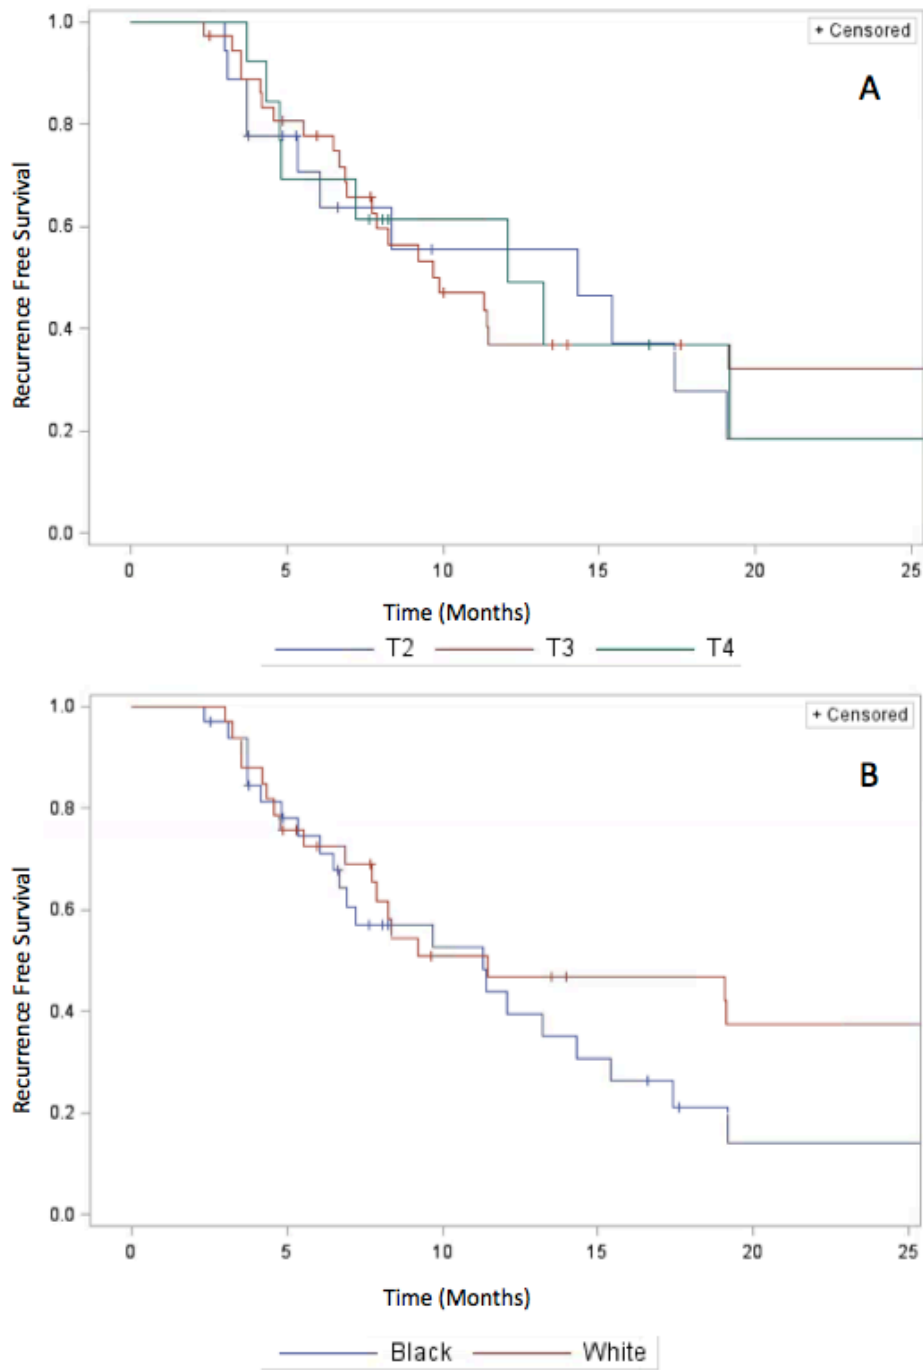 1.0
+ Censored
A
0.8
0.6
0.4
0.2
0.0
Recurrence Free Survival
0 5 10 15 20 25
Time (Months)
T2 T3 T4
1.0
+ Censored
B
0.8
0.6
0.4
0.2
0.0
Recurrence Free Survival
0 5 10 15 20 25
Time (Months)
Black White